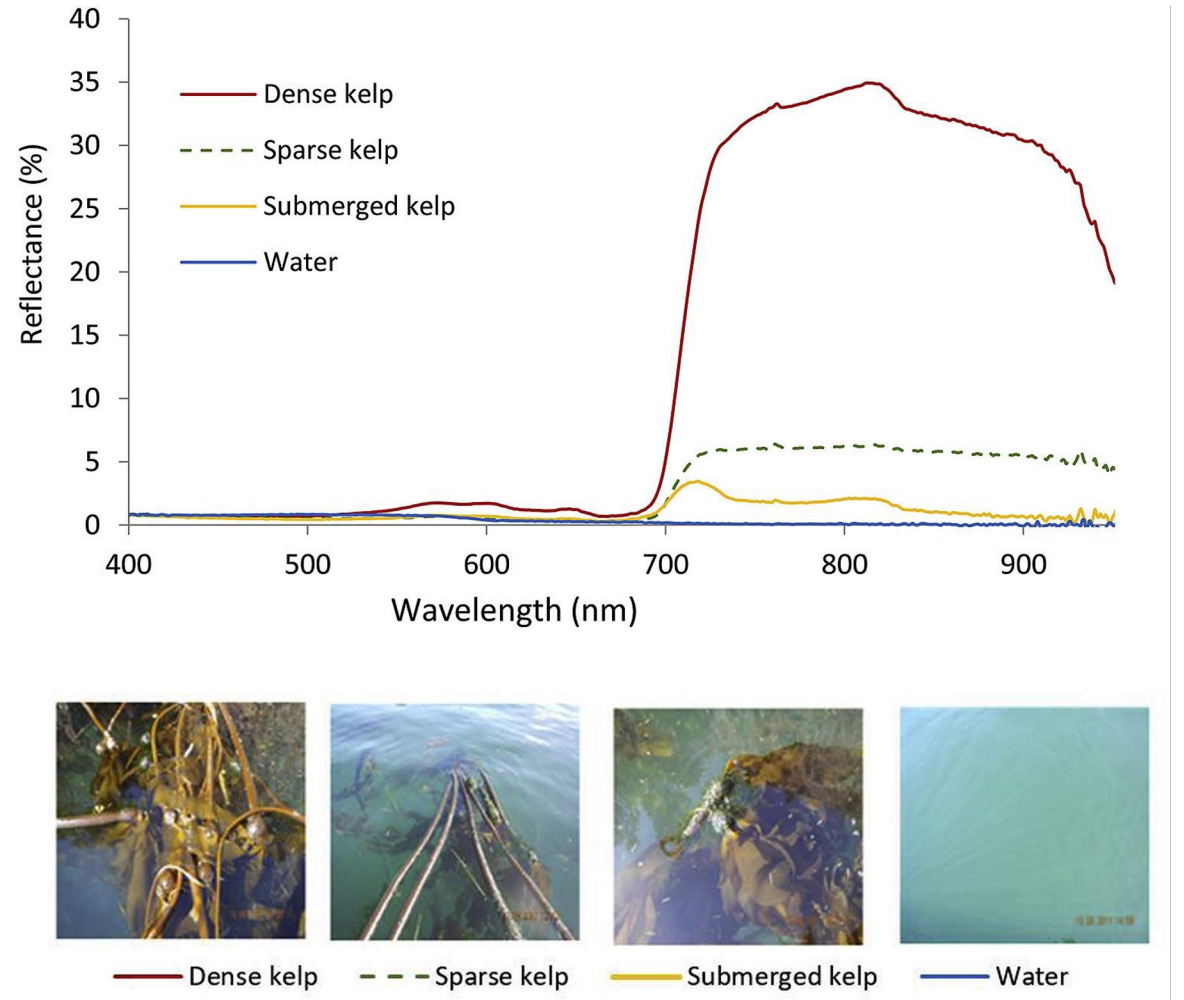 40
35
30
25
20
15
10
5
0
Reflectance (%)
Dense kelp
Sparse kelp
Submerged kelp
Water
400 500 600 700 800 900
Wavelength (nm)
Dense kelp Sparse kelp Submerged kelp Water